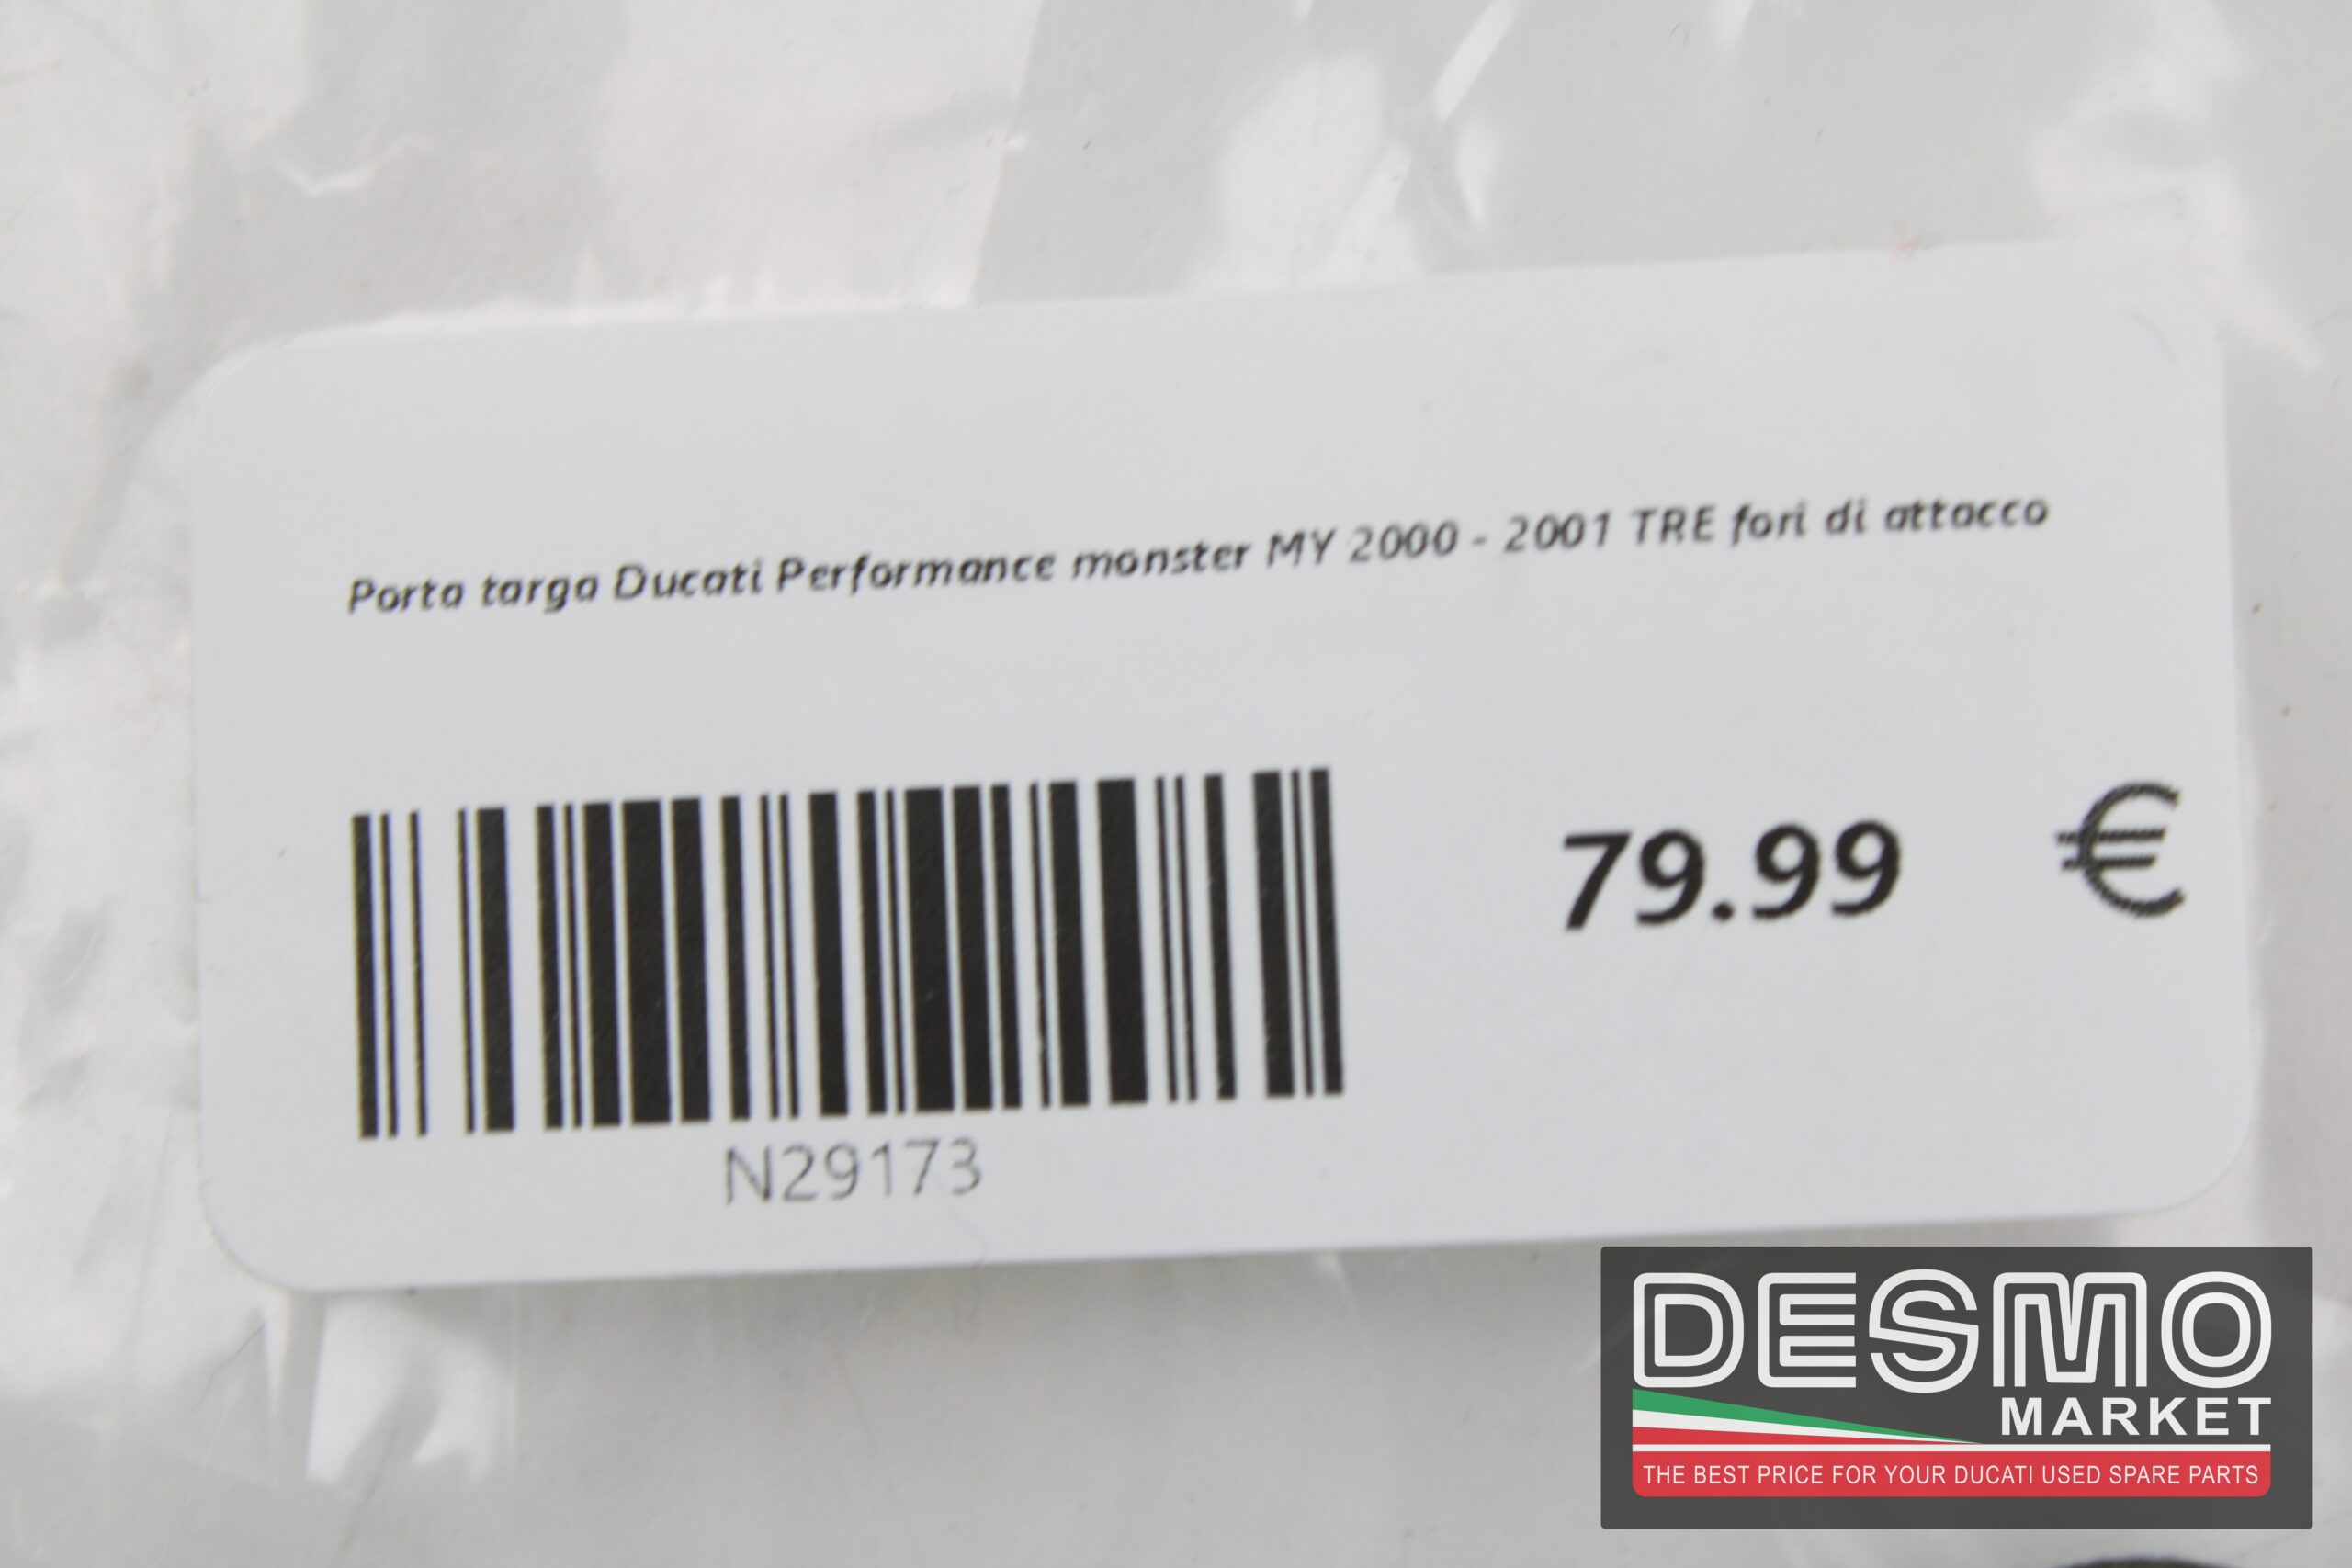 Porta targa Ducati Performance monster MY 2000 - 2001 TRE fori di attacco
79.99 €
N29173
DESMO
MARKET
THE BEST PRICE FOR YOUR DUCATI USED SPARE PARTS